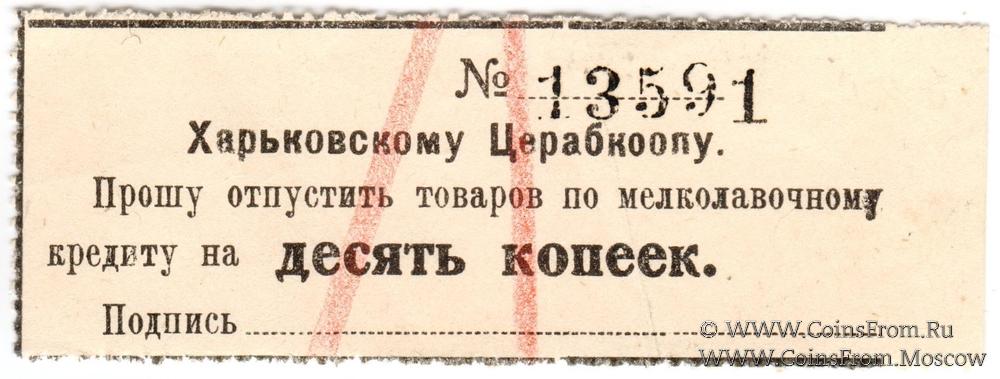 № 13591
Харьковскому Церабкоопу.
Прошу отпустить товаров по мелколавочному
кредиту на десять копеек.
Подпись
© WWW.CoinsFrom.Ru
WWW.CoinsFrom.Moscow